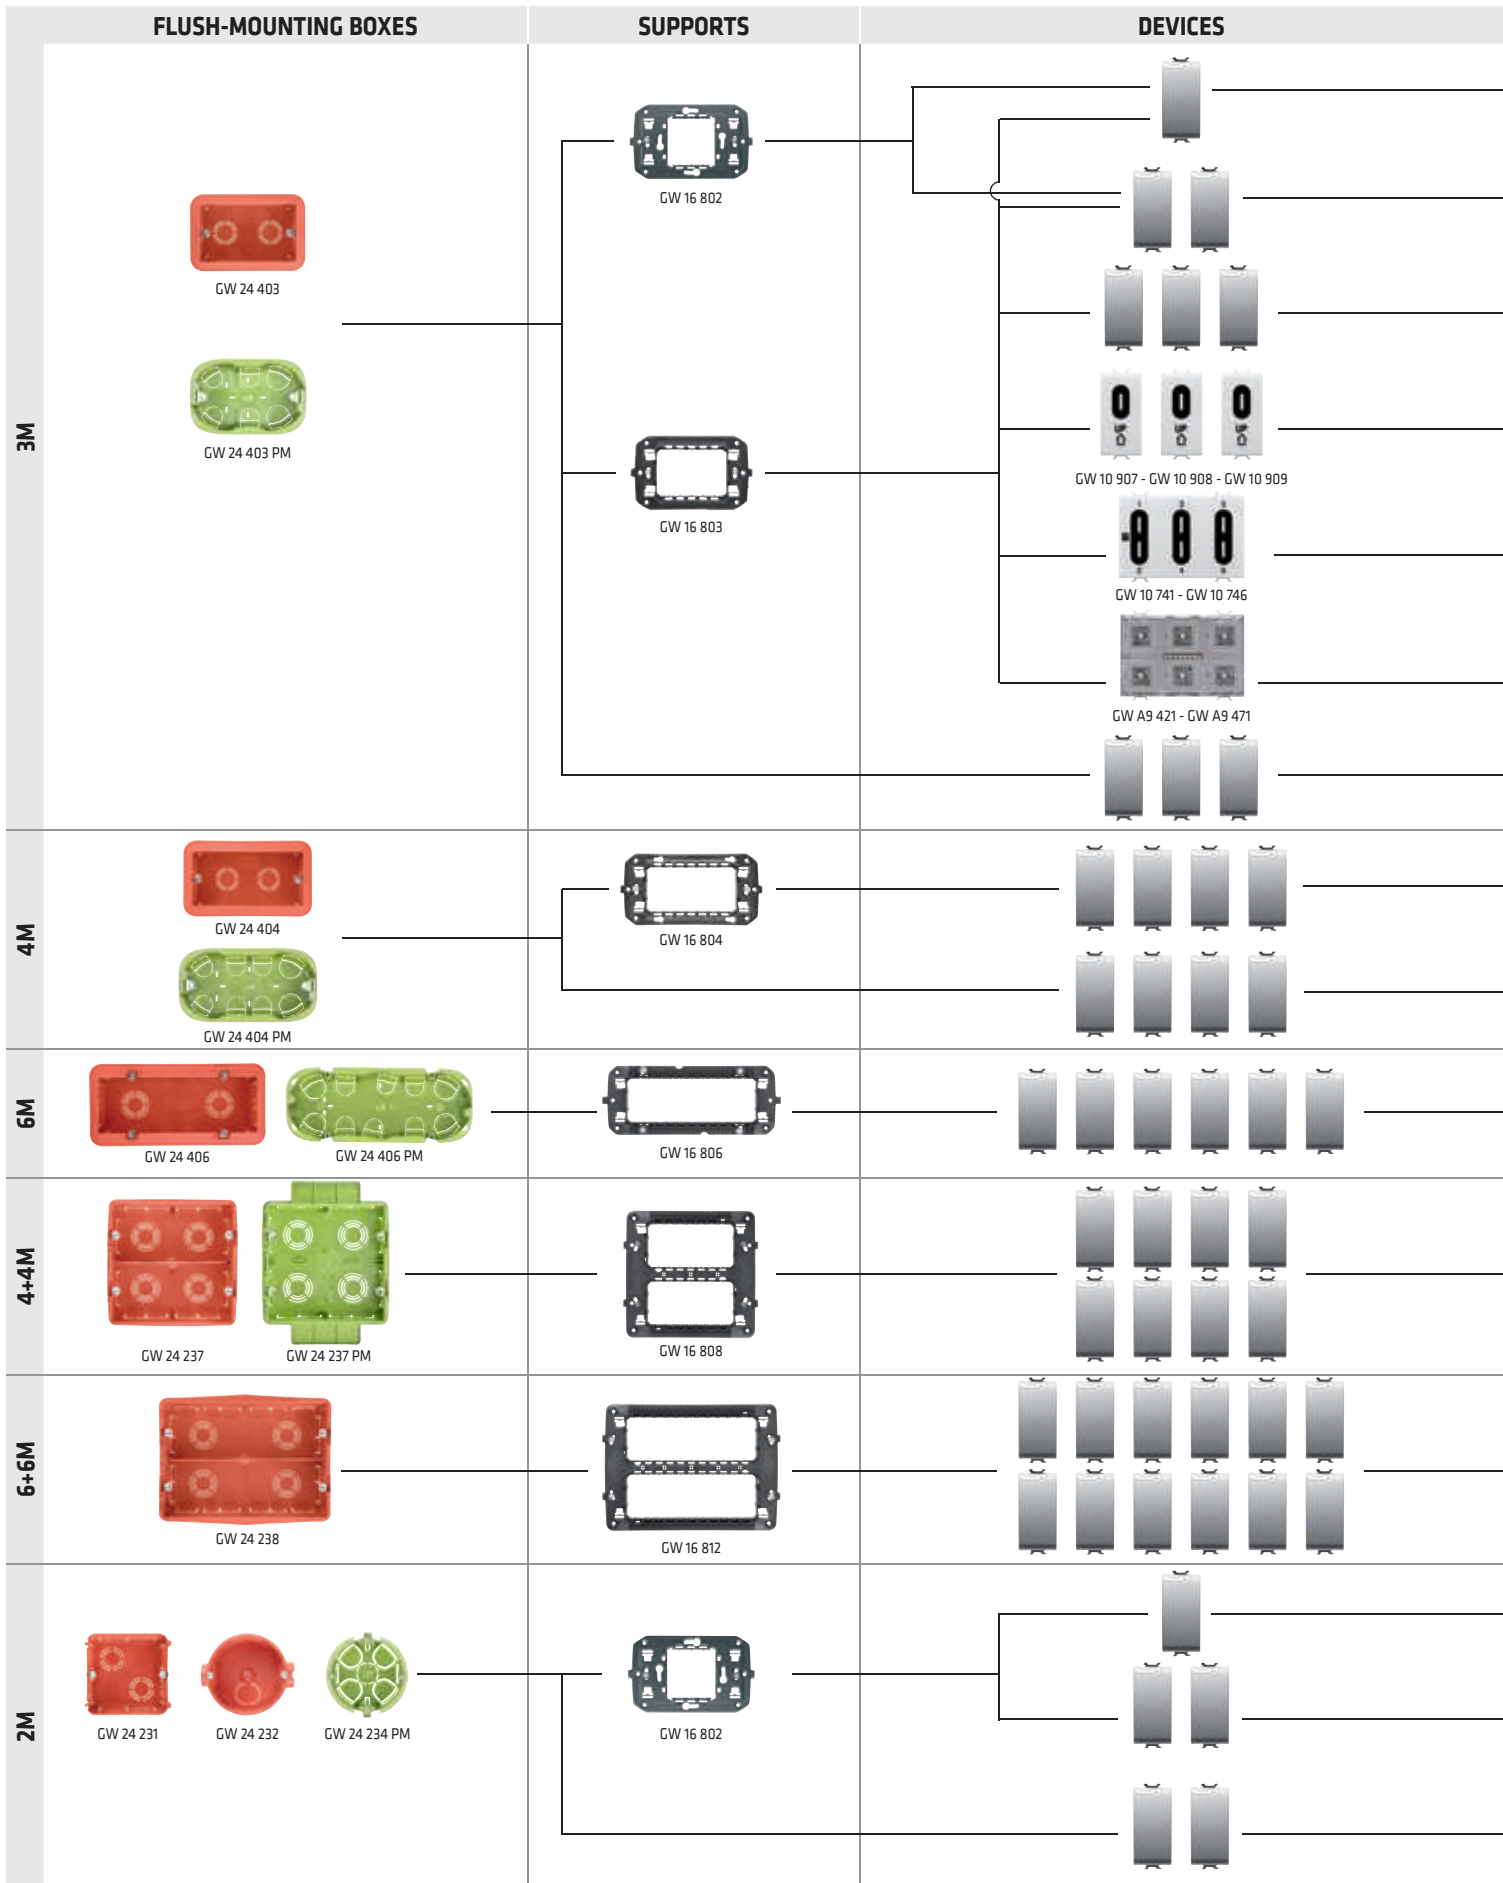 FLUSH-MOUNTING BOXES
SUPPORTS
DEVICES
3M
GW 24 403
GW 24 403 PM
GW 16 802
GW 16 803
GW 10 907 - GW 10 908 - GW 10 909
GW 10 741 - GW 10 746
GW A9 421 - GW A9 471
4M
GW 24 404
GW 24 404 PM
GW 16 804
6M
GW 24 406
GW 24 406 PM
GW 16 806
4+4M
GW 24 237
GW 24 237 PM
GW 16 808
6+6M
GW 24 238
GW 16 812
2M
GW 24 231
GW 24 232
GW 24 234 PM
GW 16 802